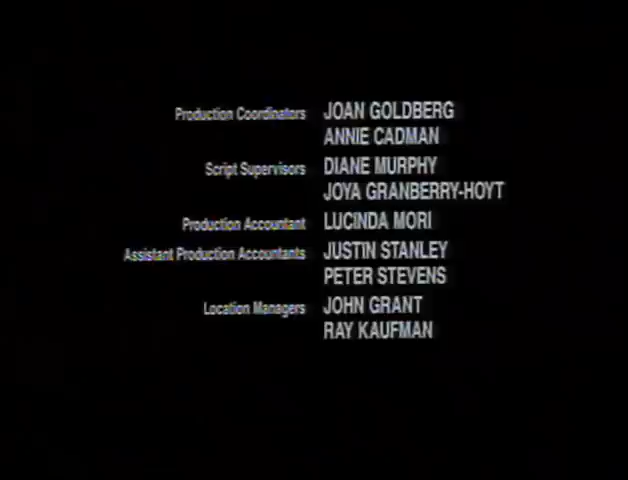 Production Coordinators JOAN GOLDBERG
ANNIE CADMAN
Script Supervisors DIANE MURPHY
JOYA GRANBERRY-HOYT
Production Accountant LUCINDA MORI
Assistant Production Accountants JUSTIN STANLEY
PETER STEVENS
Location Managers JOHN GRANT
RAY KAUFMAN